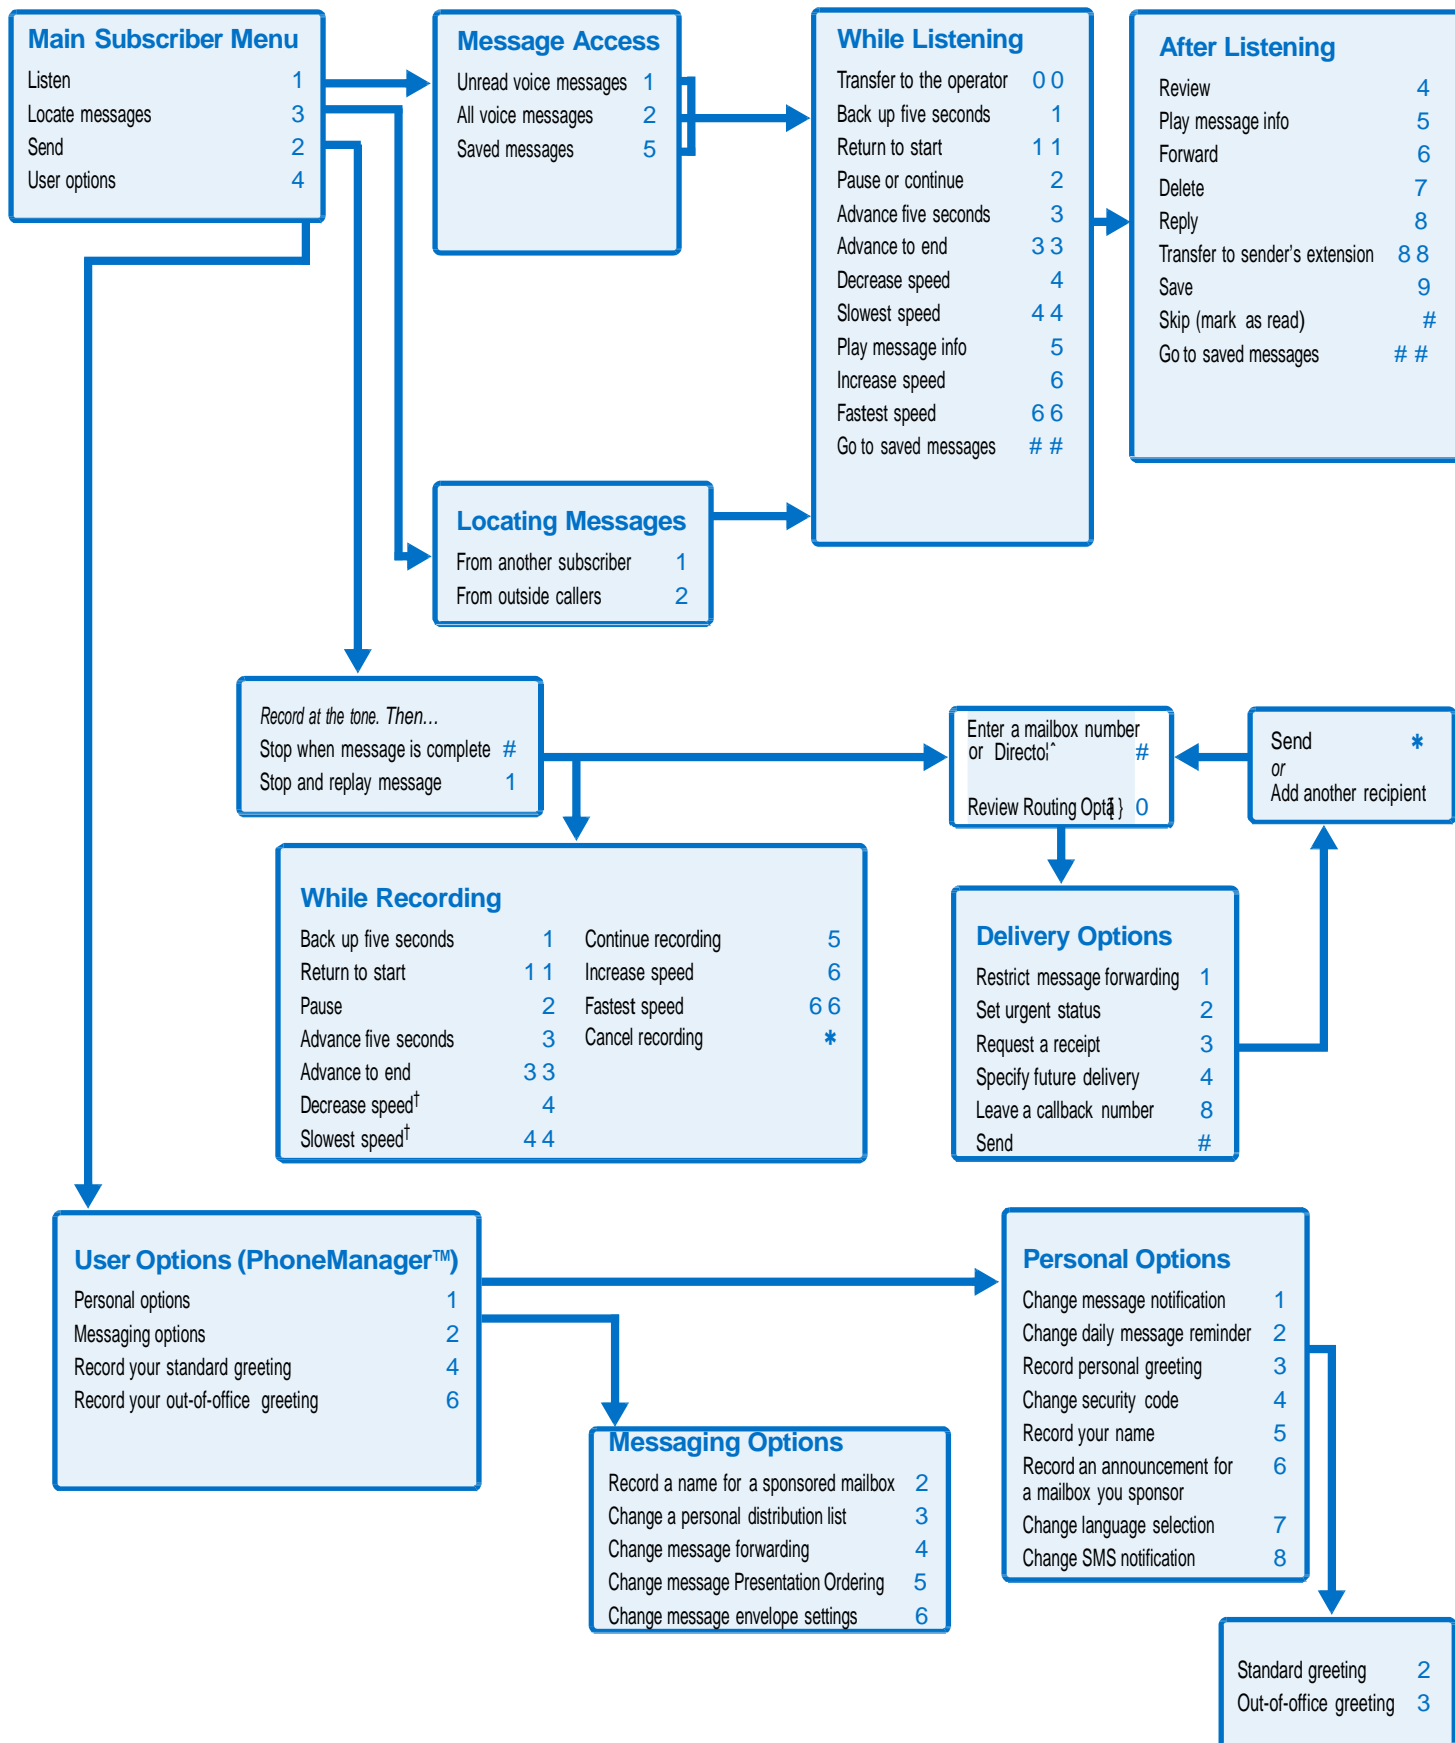 Main Subscriber Menu
Listen 1
Locate messages 3
Send 2
User options 4
Message Access
Unread voice messages 1
All voice messages 2
Saved messages 5
While Listening
Transfer to the operator 0 0
Back up five seconds 1
Return to start 1 1
Pause or continue 2
Advance five seconds 3
Advance to end 3 3
Decrease speed 4
Slowest speed 4 4
Play message info 5
Increase speed 6
Fastest speed 6 6
Go to saved messages # #
After Listening
Review 4
Play message info 5
Forward 6
Delete 7
Reply 8
Transfer to sender's extension 8 8
Save 9
Skip (mark as read) #
Go to saved messages # #
Locating Messages
From another subscriber 1
From outside callers 2
Record at the tone. Then...
Stop when message is complete #
Stop and replay message 1
Enter a mailbox number
or #
Review Routing 0
Send *
or
Add another recipient
While Recording
Back up five seconds 1
Return to start 1 1
Pause 2
Advance five seconds 3
Advance to end 3 3
Decrease speed† 4
Slowest speed† 4 4
Continue recording 5
Increase speed 6
Fastest speed 6 6
Cancel recording *
Delivery Options
Restrict message forwarding 1
Set urgent status 2
Request a receipt 3
Specify future delivery 4
Leave a callback number 8
Send #
User Options (PhoneManager™)
Personal options 1
Messaging options 2
Record your standard greeting 4
Record your out-of-office greeting 6
Messaging Options
Record a name for a sponsored mailbox 2
Change a personal distribution list 3
Change message forwarding 4
Change message Presentation Ordering 5
Change message envelope settings 6
Personal Options
Change message notification 1
Change daily message reminder 2
Record personal greeting 3
Change security code 4
Record your name 5
Record an announcement for 6
a mailbox you sponsor
Change language selection 7
Change SMS notification 8
Standard greeting 2
Out-of-office greeting 3